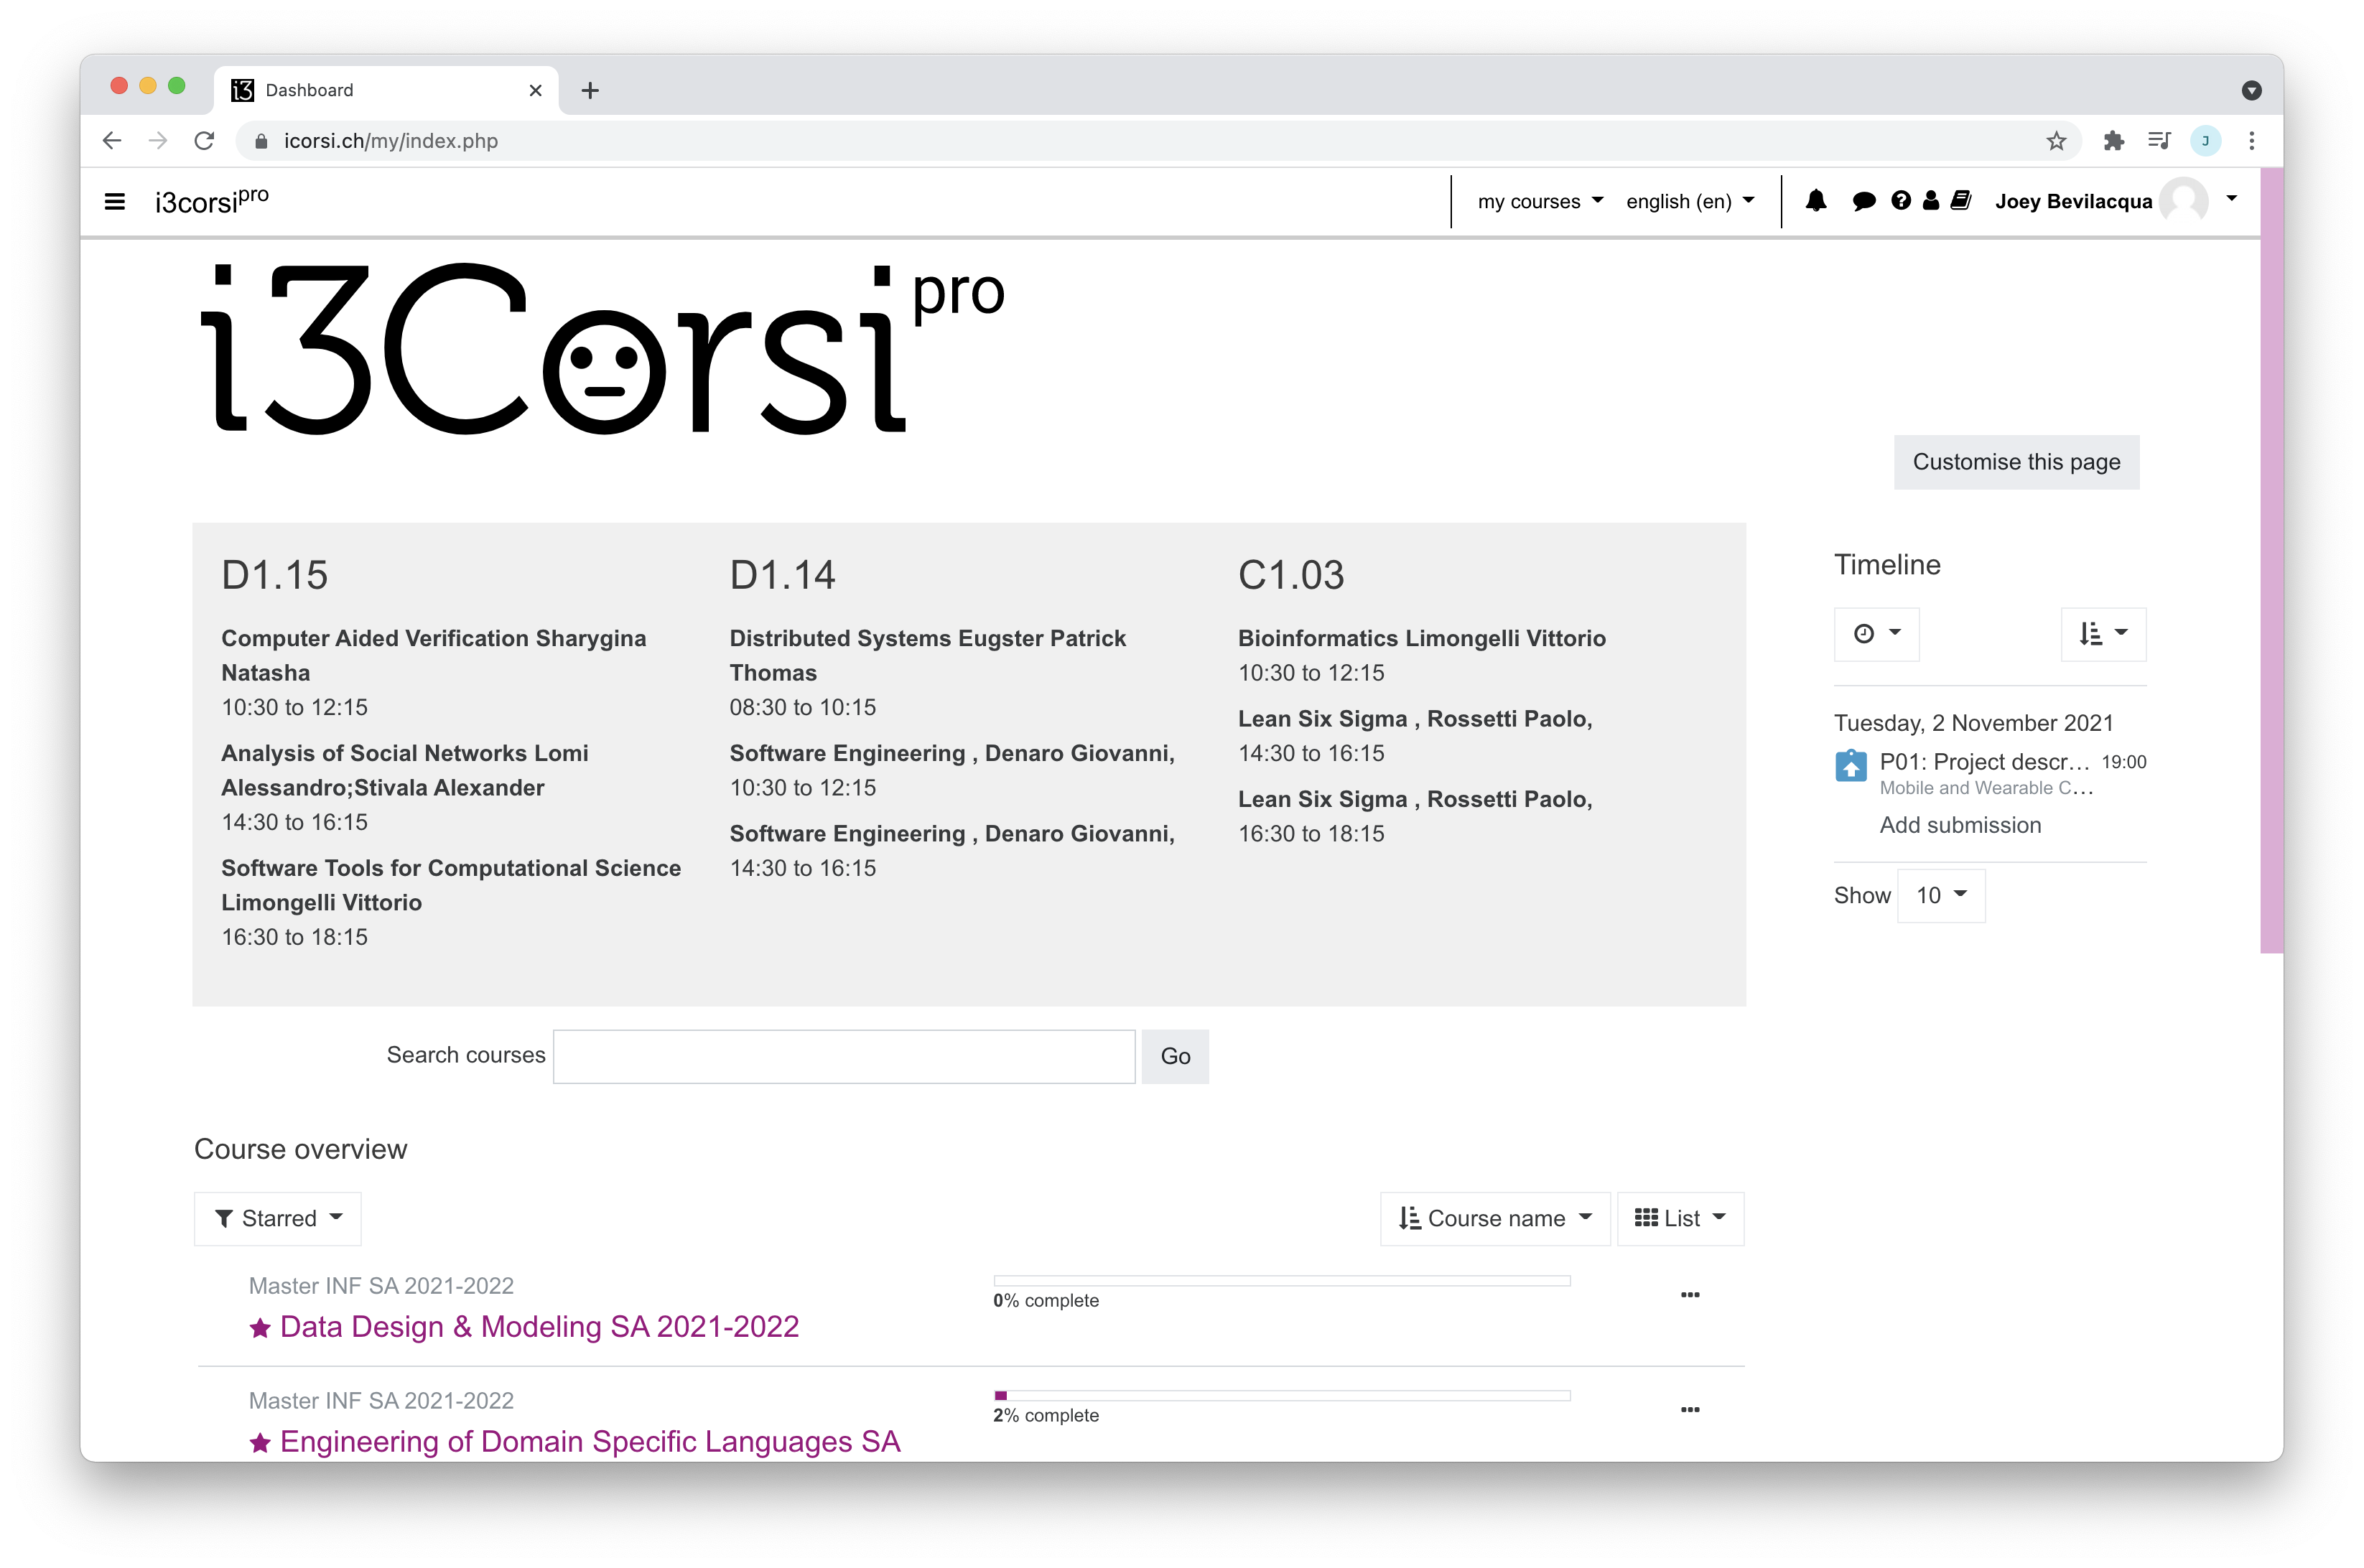 i3 Dashboard
icorsi.ch/my/index.php
J
i3corsipro
my courses
english (en)
Joey Bevilacqua
i3Corsi pro
Customise this page
D1.15
Computer Aided Verification Sharygina
Natasha
10:30 to 12:15
Analysis of Social Networks Lomi
Alessandro;Stivala Alexander
14:30 to 16:15
Software Tools for Computational Science
Limongelli Vittorio
16:30 to 18:15
D1.14
Distributed Systems Eugster Patrick
Thomas
08:30 to 10:15
Software Engineering , Denaro Giovanni,
10:30 to 12:15
Software Engineering , Denaro Giovanni,
14:30 to 16:15
C1.03
Bioinformatics Limongelli Vittorio
10:30 to 12:15
Lean Six Sigma , Rossetti Paolo,
14:30 to 16:15
Lean Six Sigma , Rossetti Paolo,
16:30 to 18:15
Timeline
Tuesday, 2 November 2021
P01: Project descr... 19:00
Mobile and Wearable C...
Add submission
Show 10
Search courses
Go
Course overview
Starred
Course name
List
Master INF SA 2021-2022
Data Design & Modeling SA 2021-2022
0% complete
Master INF SA 2021-2022
Engineering of Domain Specific Languages SA
2% complete